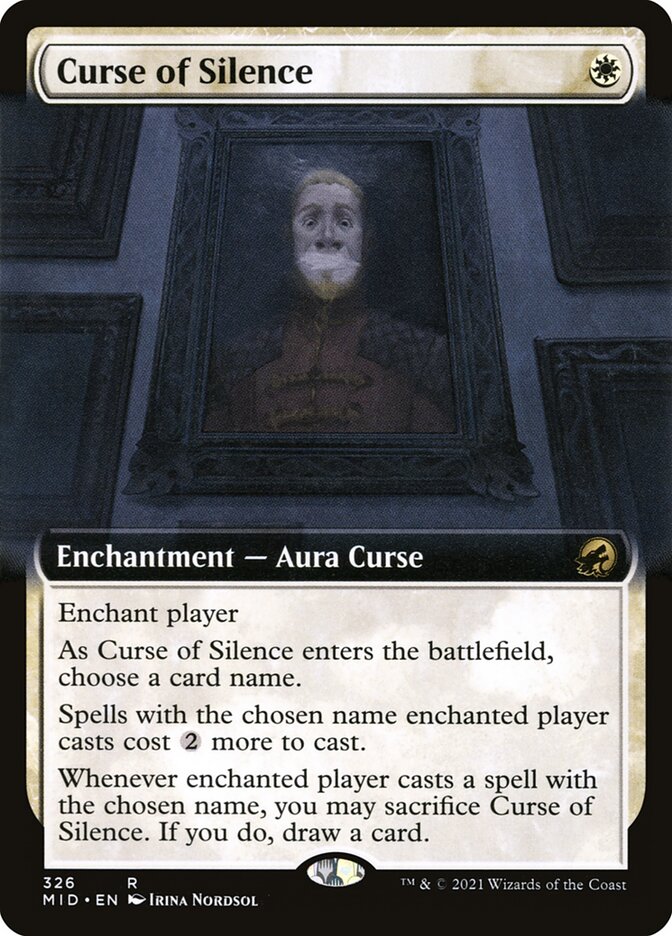 Curse of Silence
Enchantment — Aura Curse
Enchant player
As Curse of Silence enters the battlefield,
choose a card name.
Spells with the chosen name enchanted player
casts cost 2 more to cast.
Whenever enchanted player casts a spell with
the chosen name, you may sacrifice Curse of
Silence. If you do, draw a card.
326 R
MID • EN Irina Nordsol
™ & © 2021 Wizards of the Coast